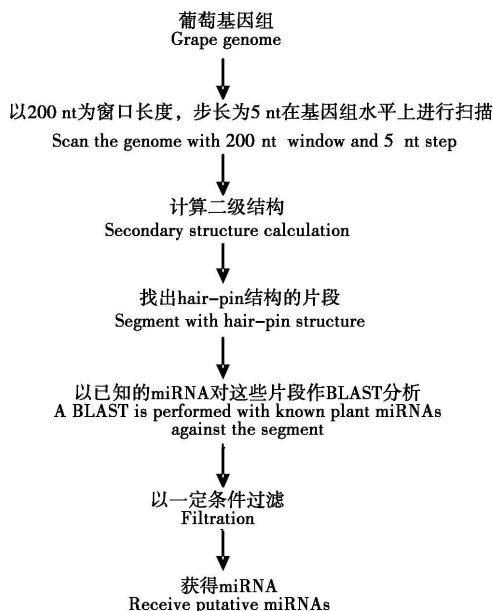 葡萄基因组
Grape genome
以200 nt为窗口长度，步长为5 nt在基因组水平上进行扫描
Scan the genome with 200 nt window and 5 nt step
计算二级结构
Secondary structure calculation
找出hair-pin结构的片段
Segment with hair-pin structure
以已知的miRNA对这些片段作BLAST分析
A BLAST is performed with known plant miRNAs
against the segment
以一定条件过滤
Filtration
获得miRNA
Receive putative miRNAs